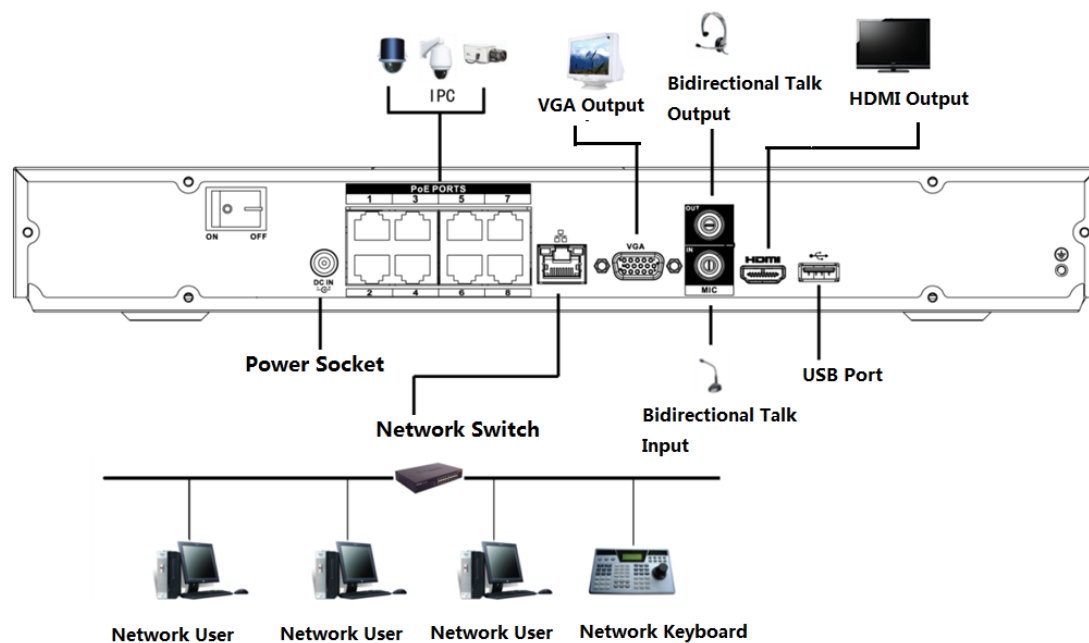 IPC
VGA Output
Bidirectional Talk
Output
HDMI Output
PoE PORTS
1 3 5 7
ON OFF
DC IN
2 4 6 8
VGA
OUT
IN
MIC
HDMI
Power Socket
USB Port
Network Switch
Bidirectional Talk
Input
Network User
Network User
Network User
Network Keyboard